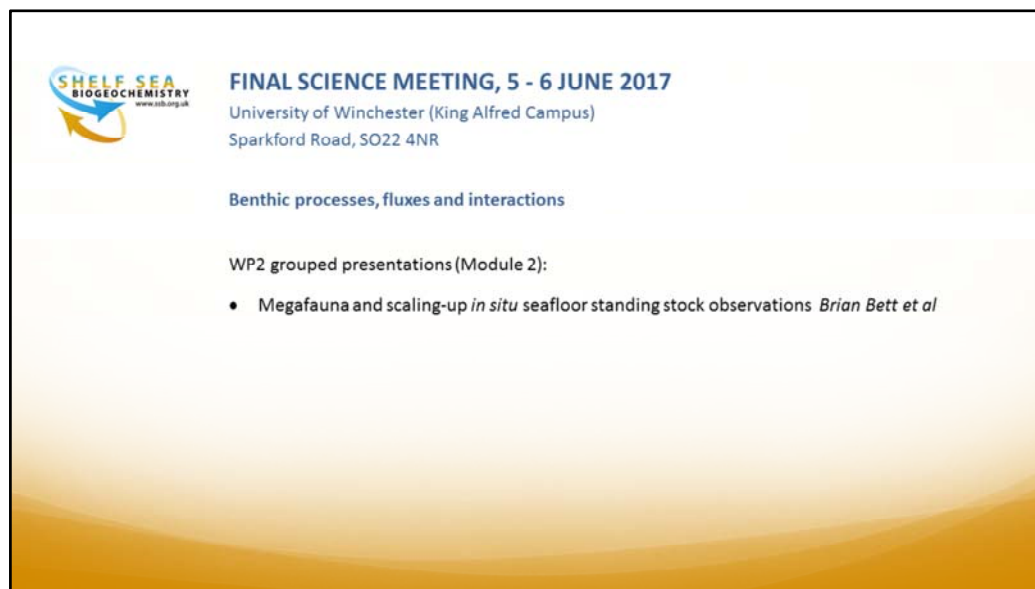 SHELF SEA
BIOGEOCHEMISTRY
www.ssb.org.uk
FINAL SCIENCE MEETING, 5 - 6 JUNE 2017
University of Winchester (King Alfred Campus)
Sparkford Road, SO22 4NR
Benthic processes, fluxes and interactions
WP2 grouped presentations (Module 2):
• Megafauna and scaling-up in situ seafloor standing stock observations Brian Bett et al